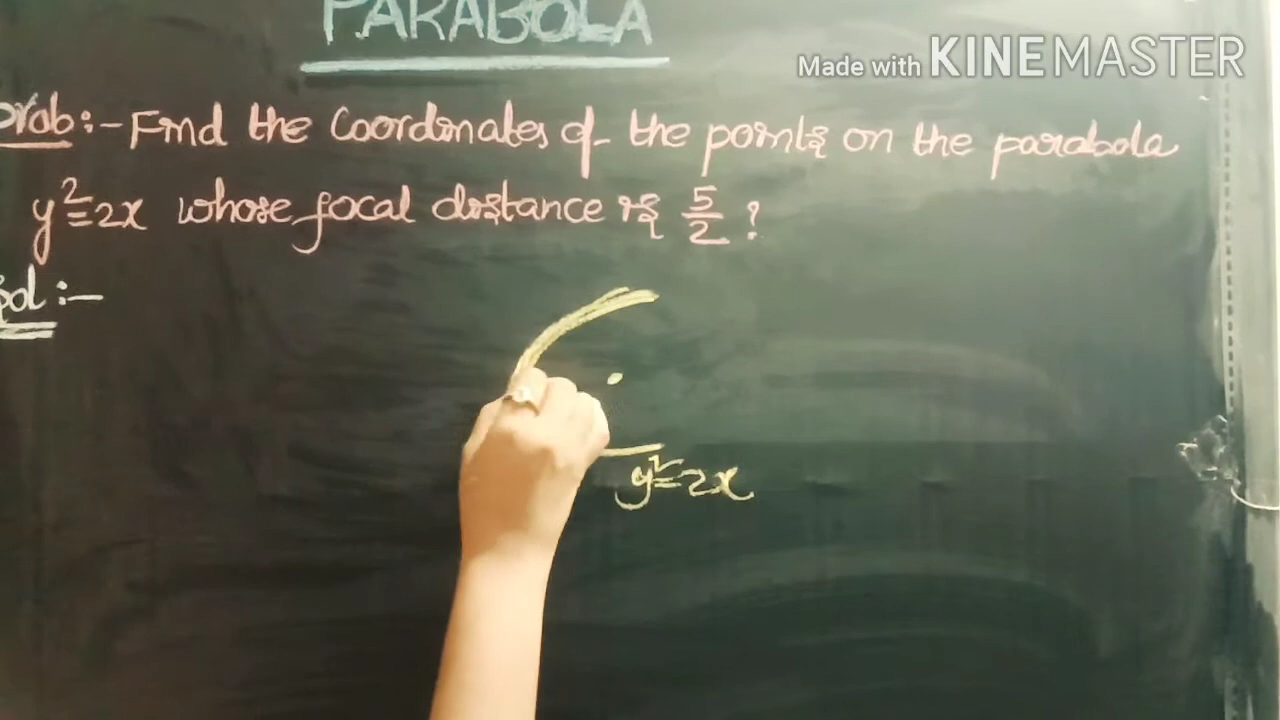 PARABOLA
Made with KINEMASTER
prob:- Find the Coordinates of the points on the parabola
y²=2x whose focal distance is 5/2 ?
Sol :-
y²=2x